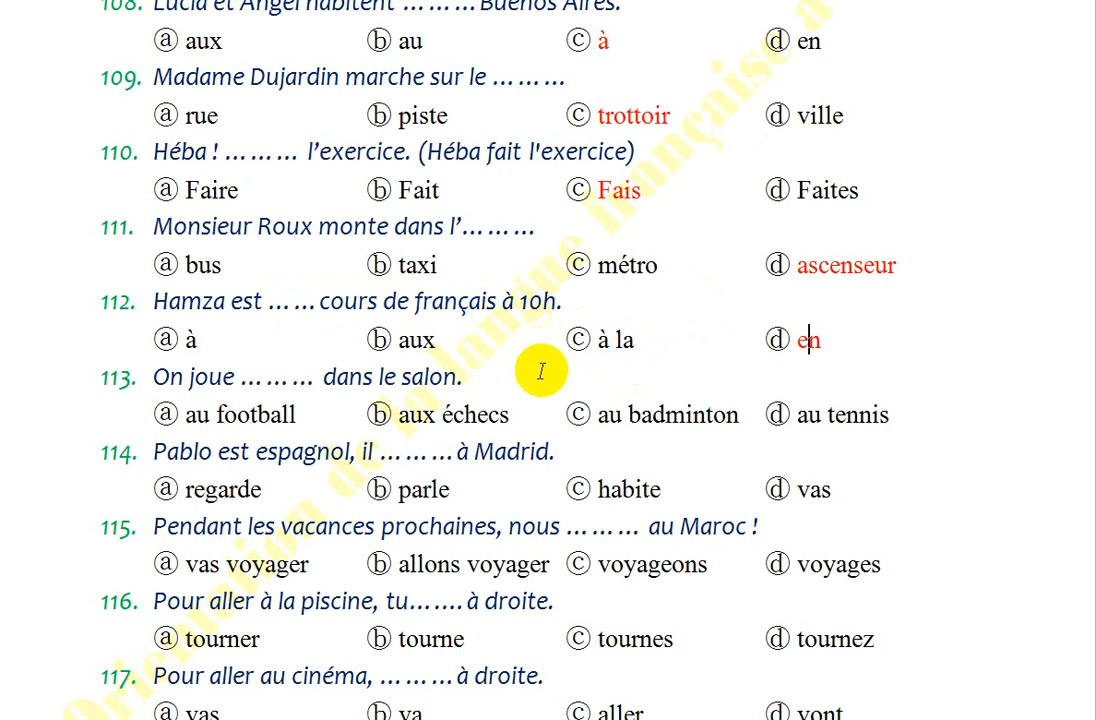 108. Lucia et Angel habitent ……… Buenos Aires.
ⓐ aux ⓑ au ⓒ à ⓓ en
109. Madame Dujardin marche sur le ………
ⓐ rue ⓑ piste ⓒ trottoir ⓓ ville
110. Héba ! ……… l’exercice. (Héba fait l'exercice)
ⓐ Faire ⓑ Fait ⓒ Fais ⓓ Faites
111. Monsieur Roux monte dans l’………
ⓐ bus ⓑ taxi ⓒ métro ⓓ ascenseur
112. Hamza est …… cours de français à 10h.
ⓐ à ⓑ aux ⓒ à la ⓓ en
113. On joue ……… dans le salon.
ⓐ au football ⓑ aux échecs ⓒ au badminton ⓓ au tennis
114. Pablo est espagnol, il ……… à Madrid.
ⓐ regarde ⓑ parle ⓒ habite ⓓ vas
115. Pendant les vacances prochaines, nous ……… au Maroc !
ⓐ vas voyager ⓑ allons voyager ⓒ voyageons ⓓ voyages
116. Pour aller à la piscine, tu……. à droite.
ⓐ tourner ⓑ tourne ⓒ tournes ⓓ tournez
117. Pour aller au cinéma, ……… à droite.
ⓐ vas ⓑ va ⓒ aller ⓓ vont
Orientation de la langue française a